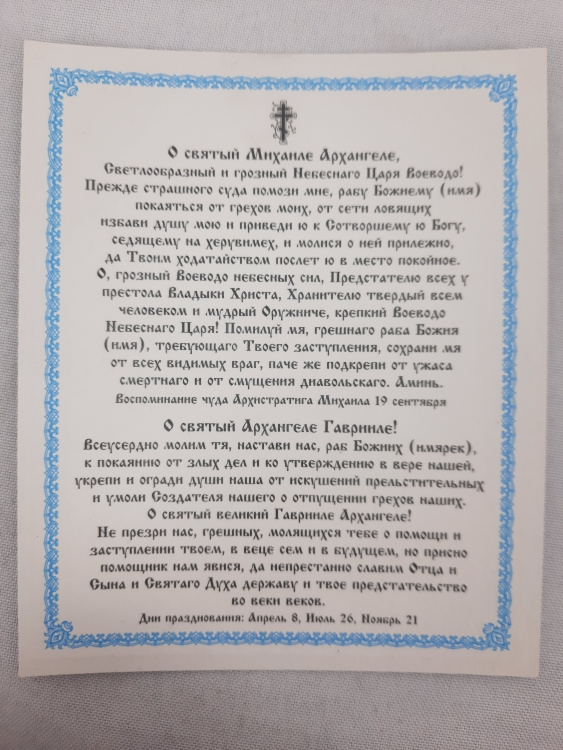 О святый Михаиле Архангеле,
Светлообразный и грозный Небеснаго Царя Воеводо!
Прежде страшного суда помози мне, рабу Божиему (имя)
покаяться от грехов моих, от сети ловящих
избави душу мою и приведи ю к Сотворшему ю Богу,
седящему на херувимех, и молися о ней прилежно,
да Твоим ходатайством послет ю в место покойное.
О, грозный Воеводо небесных сил, Предстателю всех у
престола Владыки Христа, Хранителю твердый всем
человеком и мудрый Оружниче, крепкий Воеводо
Небеснаго Царя! Помилуй мя, грешнаго раба Божия
(имя), требующаго Твоего заступления, сохрани мя
от всех видимых враг, паче же подкрепи от ужаса
смертнаго и от смущения диавольскаго. Аминь.
Воспоминание чуда Архистратига Михаила 19 сентября
О святый Архангеле Гаврииле!
Всеусердно молим тя, настави нас, раб Божиих (имярек),
к покаянию от злых дел и ко утверждению в вере нашей,
укрепи и огради души наша от искушений прельстительных
и умоли Создателя нашего о отпущении грехов наших.
О святый великий Гаврииле Архангеле!
Не презри нас, грешных, молящихся тебе о помощи и
заступлении твоем, в веце сем и в будущем, но присно
помощник нам явися, да непрестанно славим Отца и
Сына и Святаго Духа державу и твое предстательство
во веки веков.
Дни празднования: Апрель 8, Июль 26, Ноябрь 21